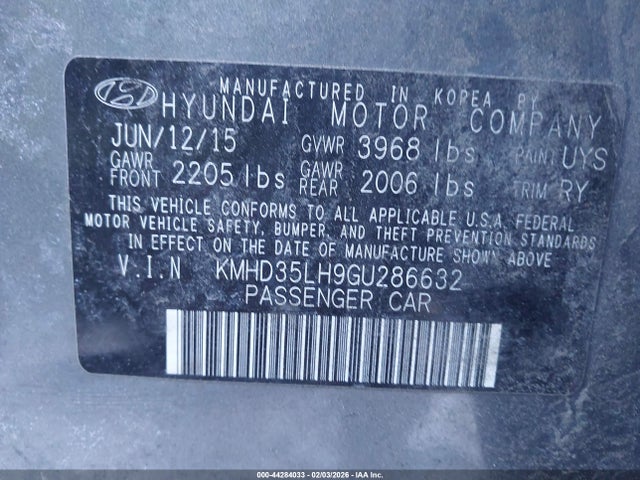 MANUFACTURED IN KOREA BY
HYUNDAI MOTOR COMPANY
JUN/12/15 GVWR 3968 lbs PAINT UYS
GAWR FRONT 2205 lbs GAWR REAR 2006 lbs TRIM RY
THIS VEHICLE CONFORMS TO ALL APPLICABLE U.S.A. FEDERAL
MOTOR VEHICLE SAFETY, BUMPER, AND THEFT PREVENTION STANDARDS
IN EFFECT ON THE DATE OF MANUFACTURE SHOWN ABOVE
V.I.N KMHD35LH9GU286632
PASSENGER CAR
000-44284033 - 02/03/2026 - IAA Inc.